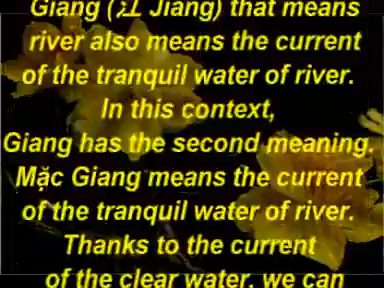 Giang (江 Jiang) that means
river also means the current
of the tranquil water of river.
In this context,
Giang has the second meaning.
Mặc Giang means the current
of the tranquil water of river.
Thanks to the current
of the clear water, we can